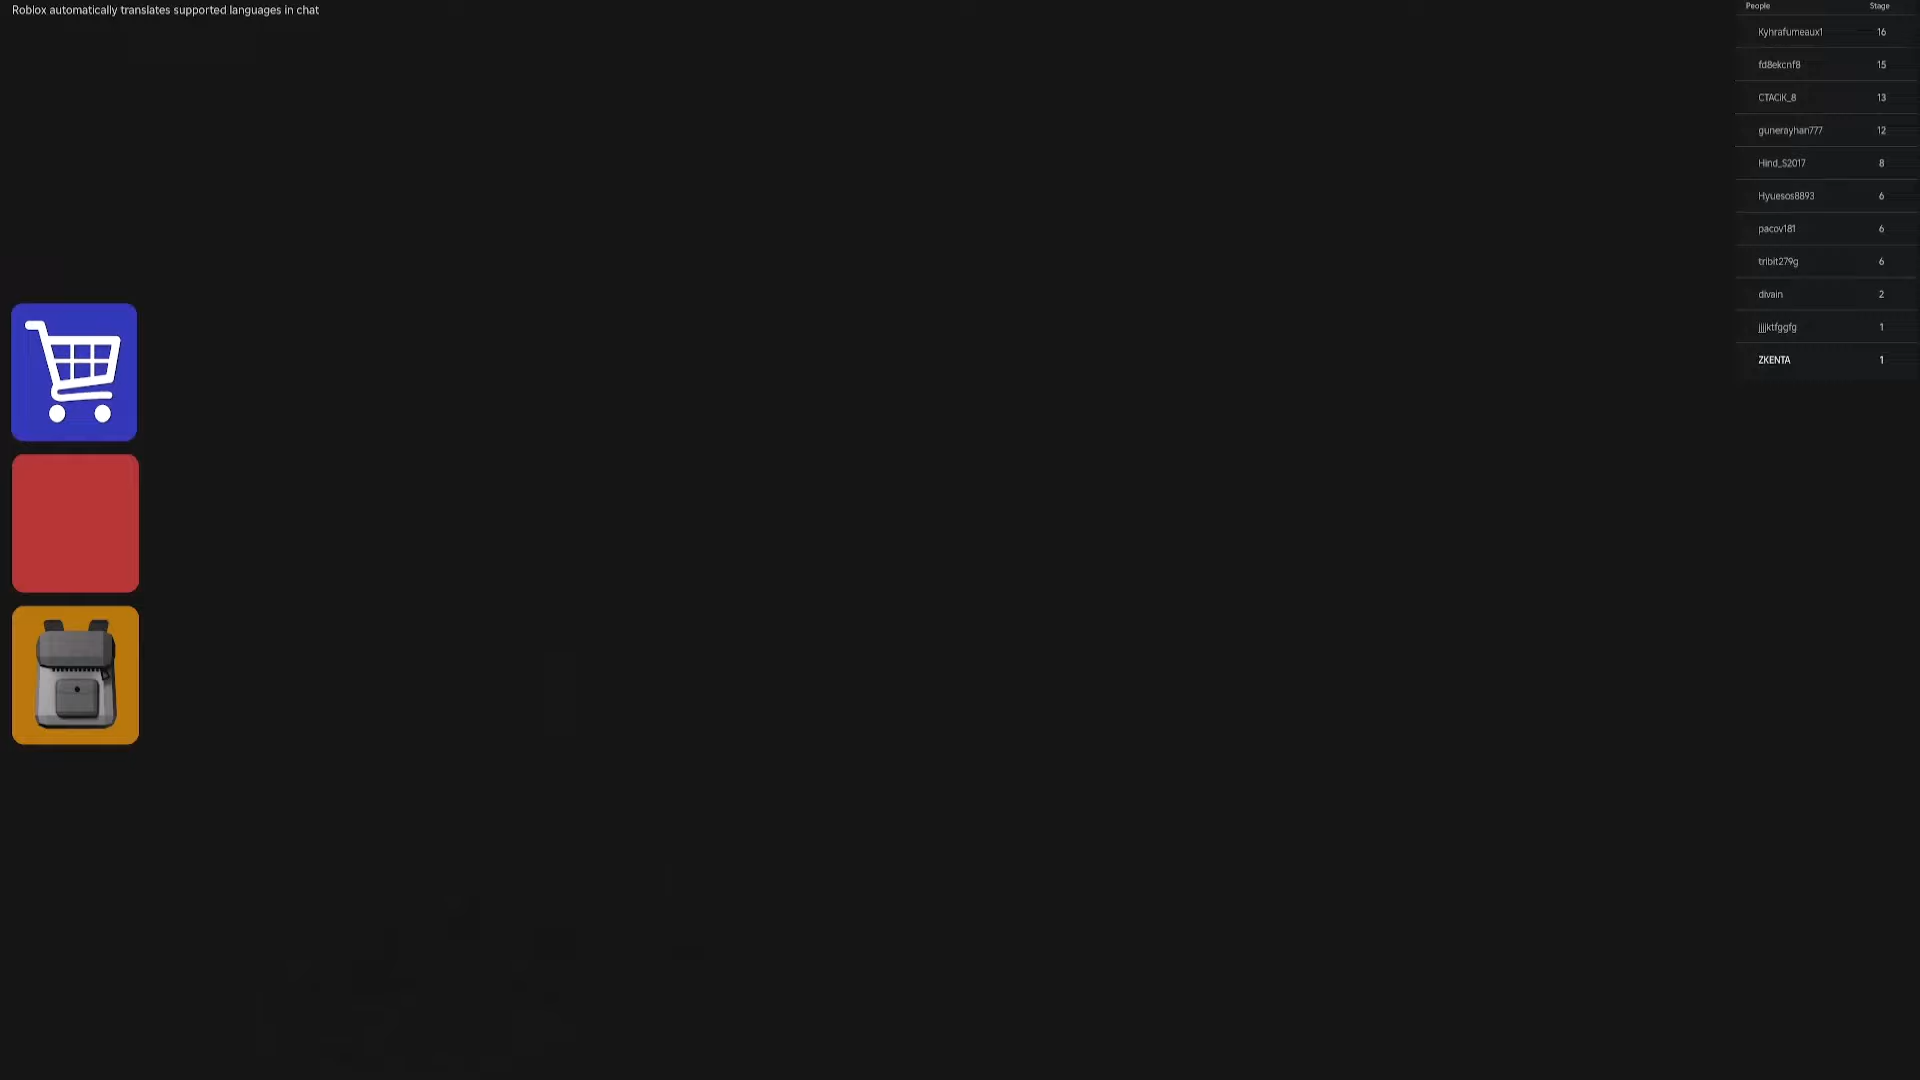 Roblox automatically translates supported languages in chat
People Stage
Kyhrafumeaux1 16
fd8ekcnf8 15
CTACIK_8 13
gunerayhan777 12
Hind_S2017 8
Hyuesos8893 6
pacov181 6
tribit279g 6
divain 2
jjjjktfggfg 1
ZKENTA 1